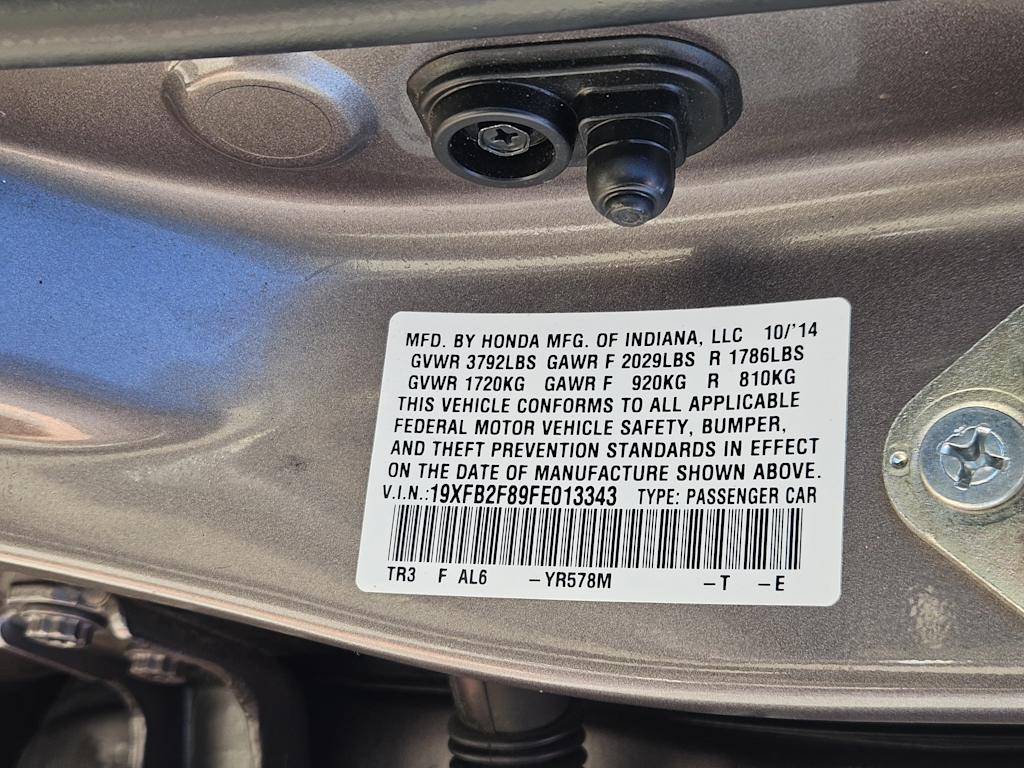 MFD. BY HONDA MFG. OF INDIANA, LLC 10/'14
GVWR 3792LBS GAWR F 2029LBS R 1786LBS
GVWR 1720KG GAWR F 920KG R 810KG
THIS VEHICLE CONFORMS TO ALL APPLICABLE
FEDERAL MOTOR VEHICLE SAFETY, BUMPER,
AND THEFT PREVENTION STANDARDS IN EFFECT
ON THE DATE OF MANUFACTURE SHOWN ABOVE.
V.I.N.:19XFB2F89FE013343 TYPE: PASSENGER CAR
TR3 F AL6 –YR578M –T –E